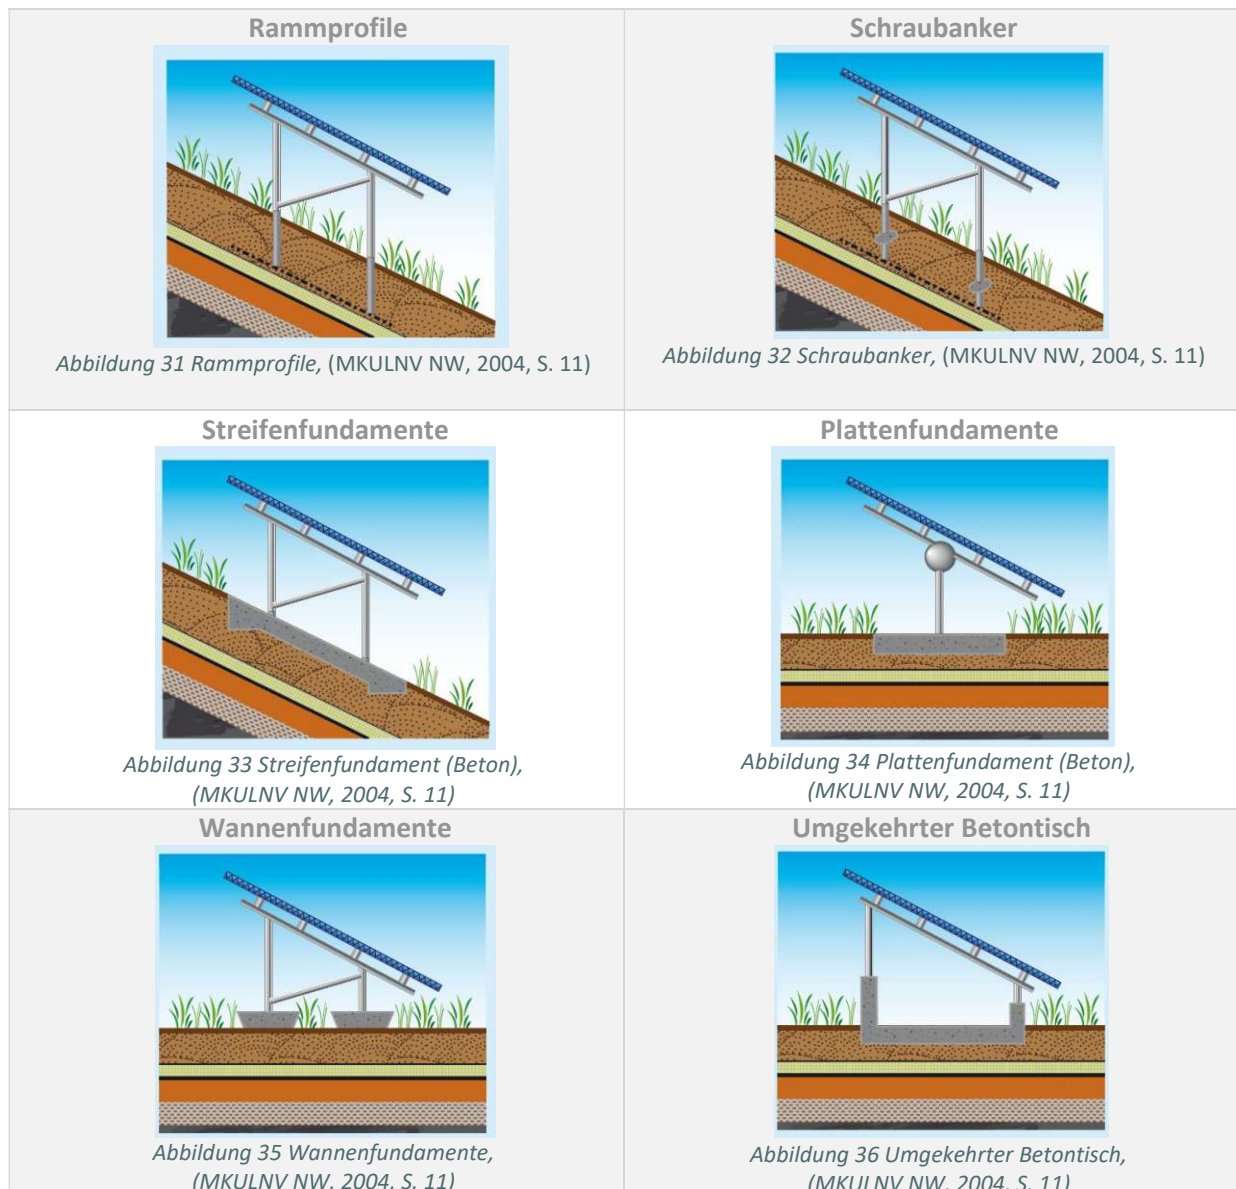 Rammprofile
Abbildung 31 Rammprofile, (MKULNV NW, 2004, S. 11)
Schraubanker
Abbildung 32 Schraubanker, (MKULNV NW, 2004, S. 11)
Streifenfundamente
Abbildung 33 Streifenfundament (Beton),
(MKULNV NW, 2004, S. 11)
Plattenfundamente
Abbildung 34 Plattenfundament (Beton),
(MKULNV NW, 2004, S. 11)
Wannenfundamente
Abbildung 35 Wannenfundamente,
(MKULNV NW, 2004, S. 11)
Umgekehrter Betontisch
Abbildung 36 Umgekehrter Betontisch,
(MKULNV NW, 2004, S. 11)